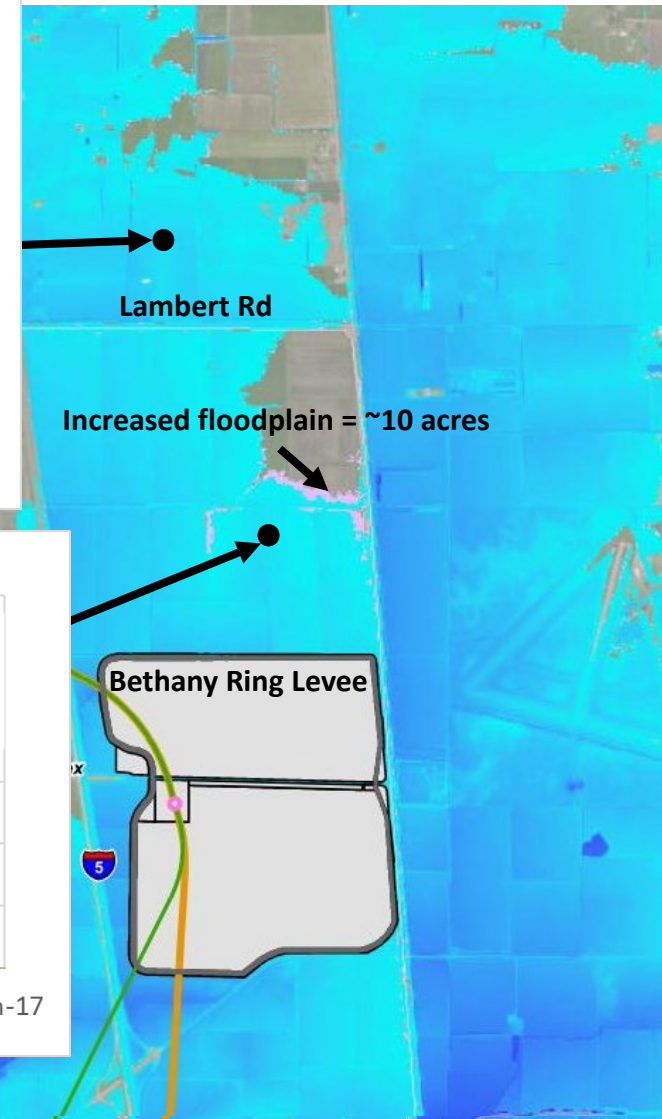 Lambert Rd
Increased floodplain = ~10 acres
Bethany Ring Levee
x
5
-17